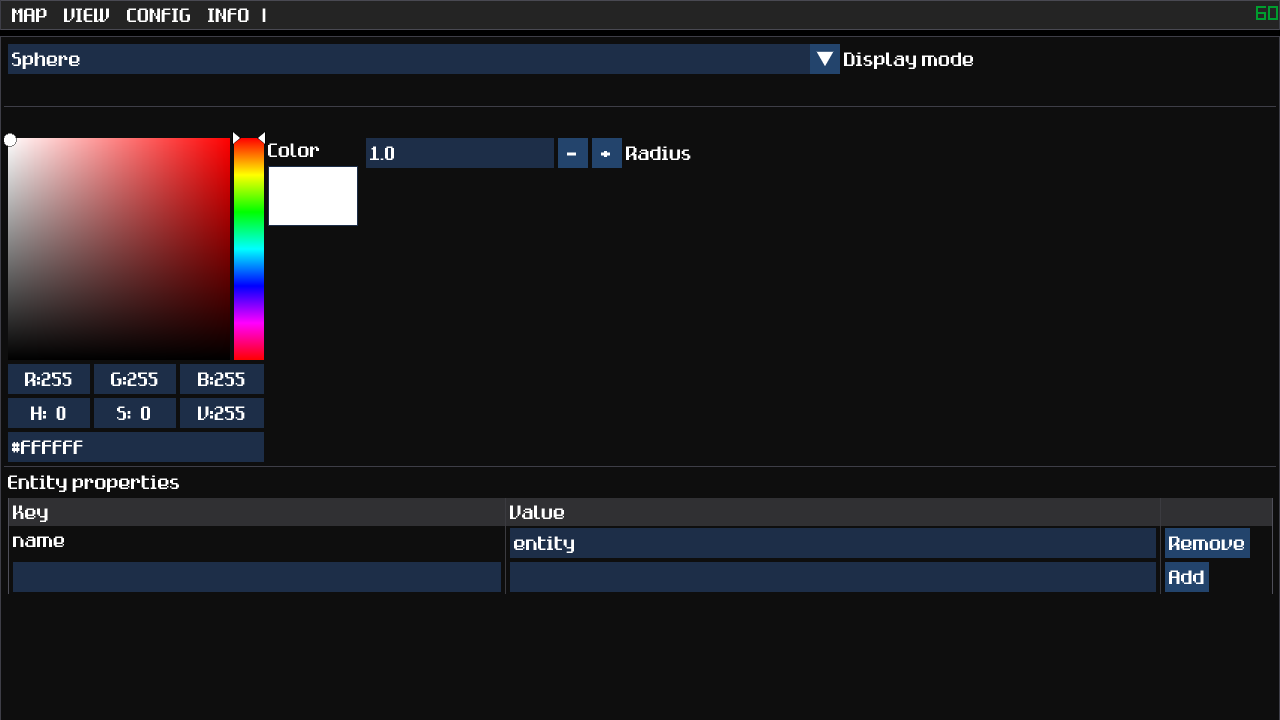 MAP VIEW CONFIG INFO | 60
Sphere Display mode
Color 1.0 - + Radius
R:255 G:255 B:255
H: 0 S: 0 V:255
#FFFFFF
Entity properties
Key Value
name entity Remove
Add